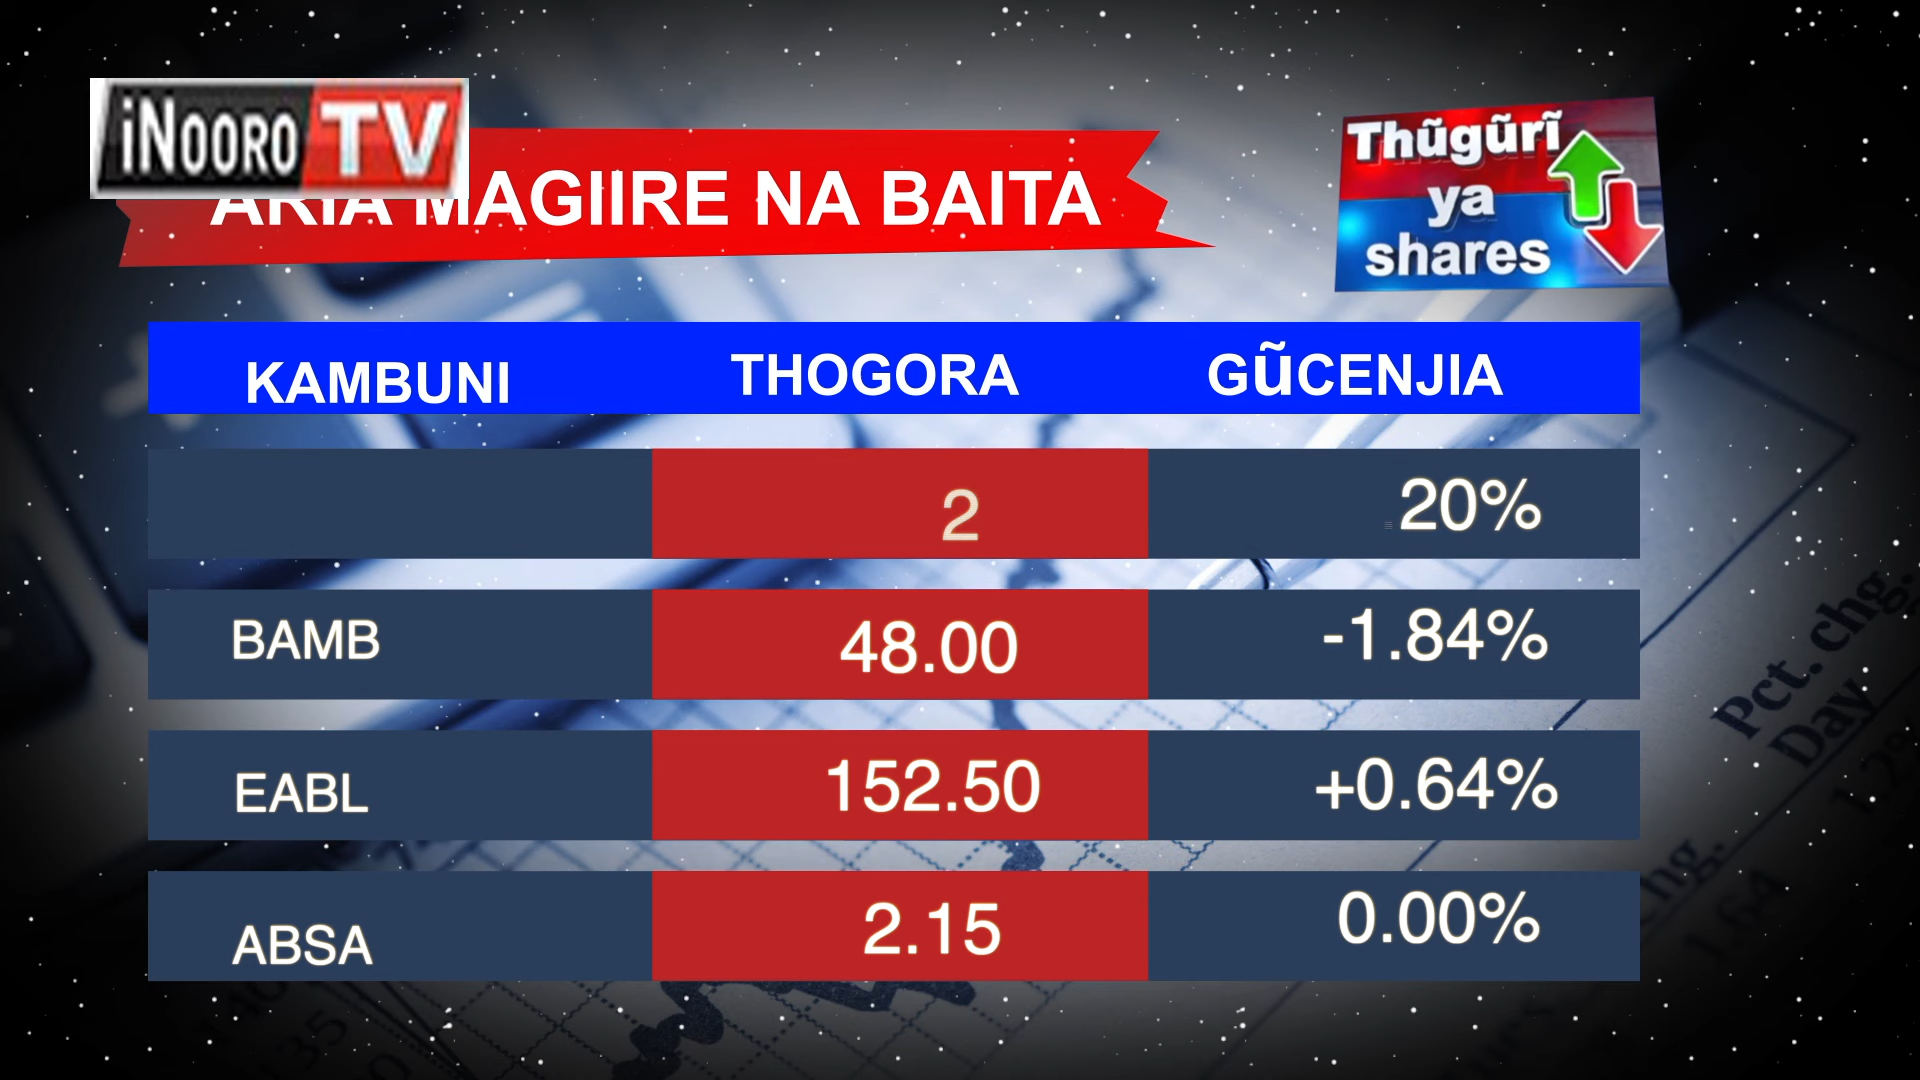 iNooro TV
ARIA MAGIIRE NA BAITA
Thũgũrĩ
ya
shares
KAMBUNI THOGORA GŨCENJIA
2 20%
BAMB 48.00 -1.84%
EABL 152.50 +0.64%
ABSA 2.15 0.00%
Pct. chg.
Day